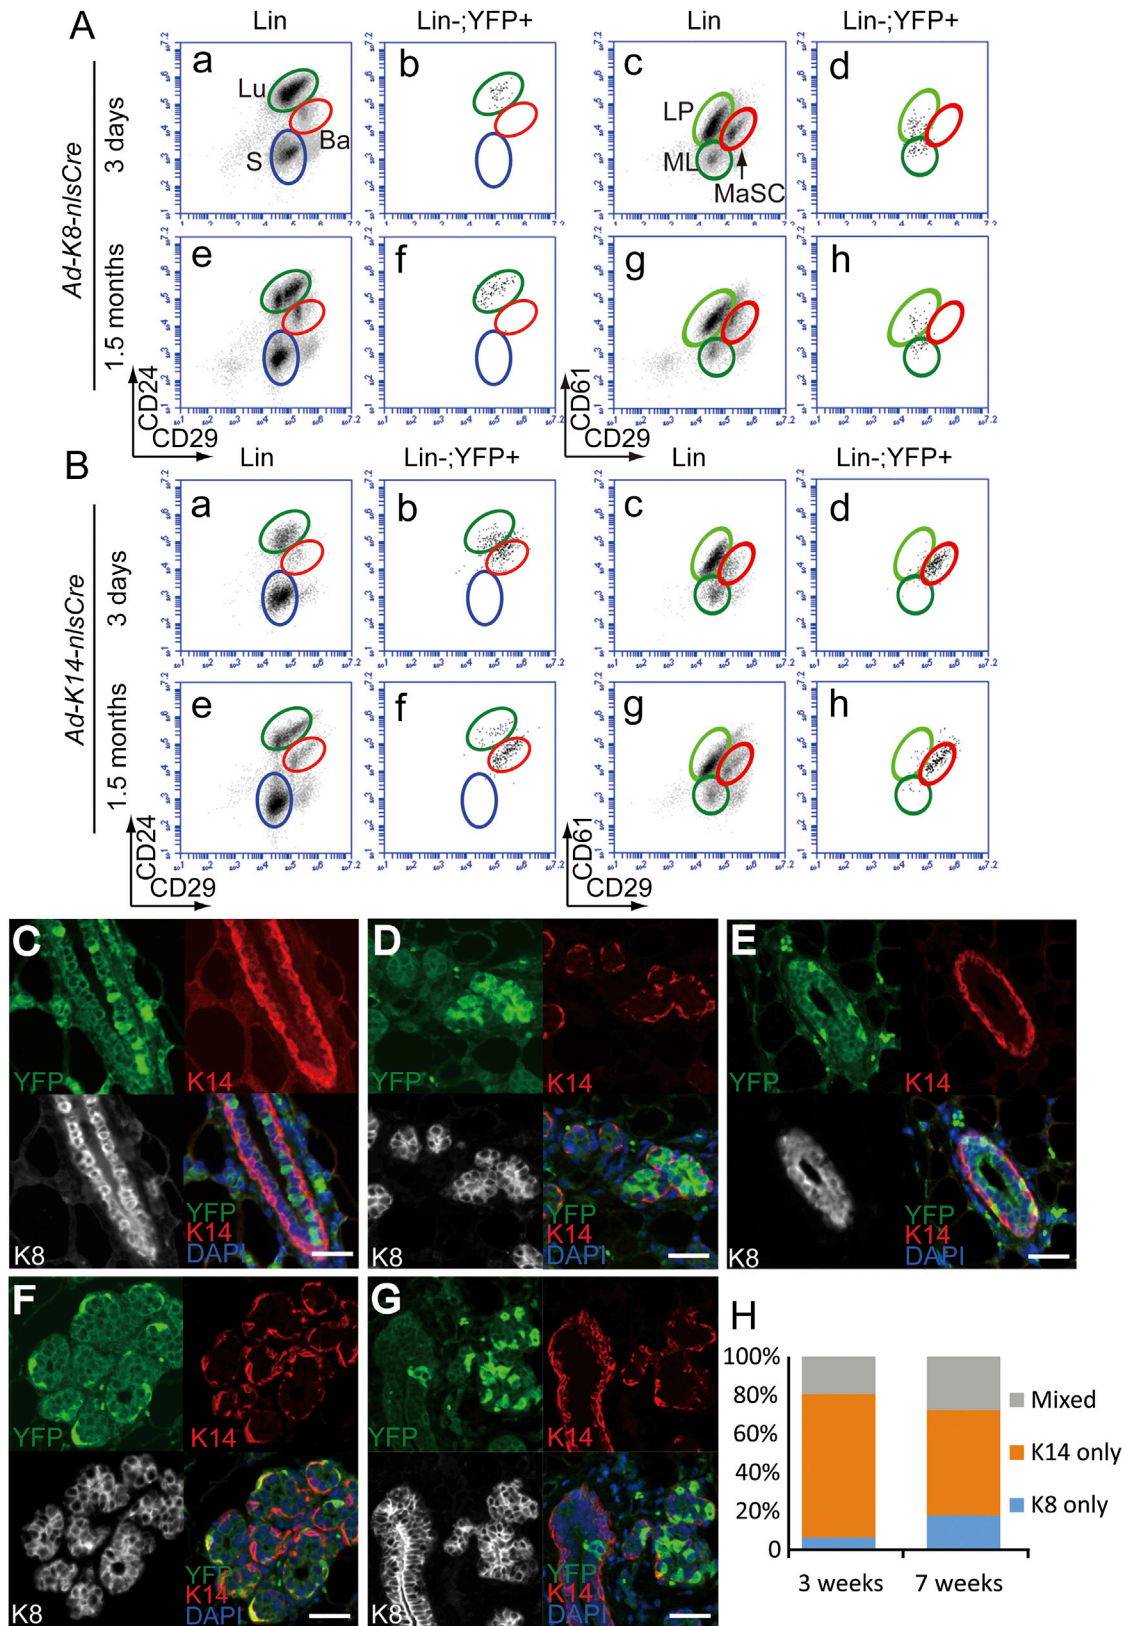 A
Lin
Lin-;YFP+
Lin
Lin-;YFP+
Ad-K8-nlsCre
3 days
1.5 months
a
Lu
S
Ba
b
c
LP
ML
MaSC
d
e
f
g
h
CD24
CD29
CD61
CD29
B
Lin
Lin-;YFP+
Lin
Lin-;YFP+
Ad-K14-nlsCre
3 days
1.5 months
a
b
c
d
e
f
g
h
CD24
CD29
CD61
CD29
C
YFP
K14
K8
YFP
K14
DAPI
D
YFP
K14
K8
YFP
K14
DAPI
E
YFP
K14
K8
YFP
K14
DAPI
F
YFP
K14
K8
YFP
K14
DAPI
G
YFP
K14
K8
YFP
K14
DAPI
H
100%
80%
60%
40%
20%
0
3 weeks
7 weeks
Mixed
K14 only
K8 only